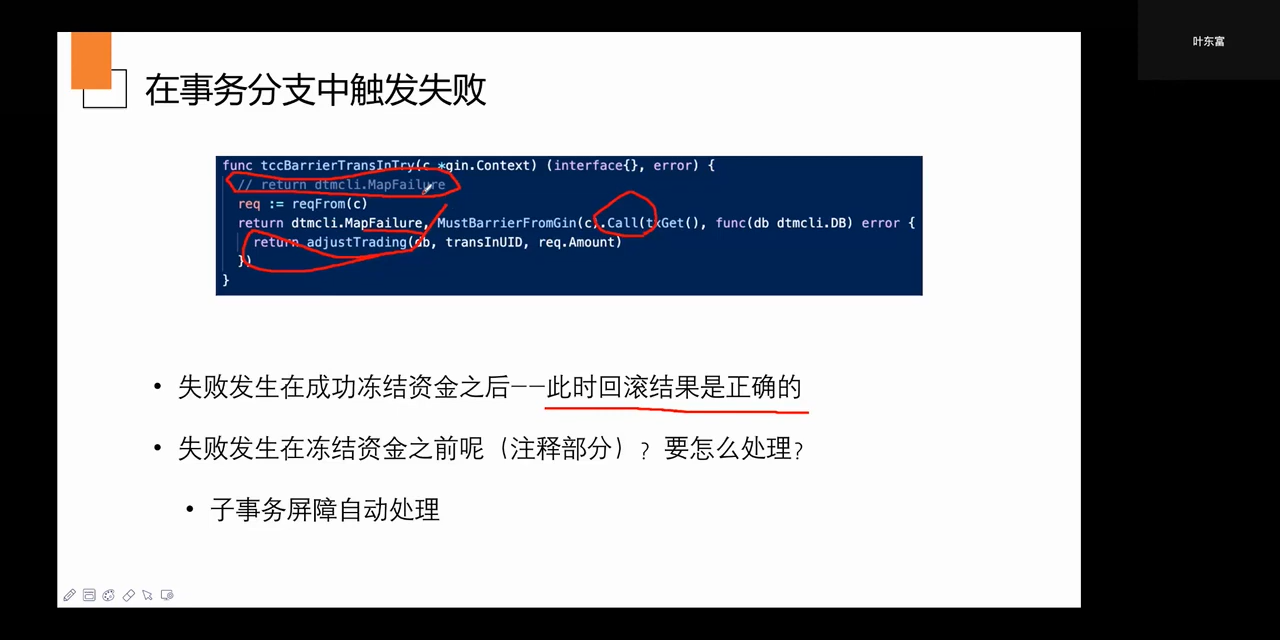 叶东富
在事务分支中触发失败
func tccBarrierTransInTry(c *gin.Context) (interface{}, error) {
// return dtmcli.MapFailure
req := reqFrom(c)
return dtmcli.MapFailure, MustBarrierFromGin(c).Call(txGet(), func(db dtmcli.DB) error {
return adjustTrading(db, transInUID, req.Amount)
})
}
• 失败发生在成功冻结资金之后--此时回滚结果是正确的
• 失败发生在冻结资金之前呢（注释部分）? 要怎么处理?
• 子事务屏障自动处理